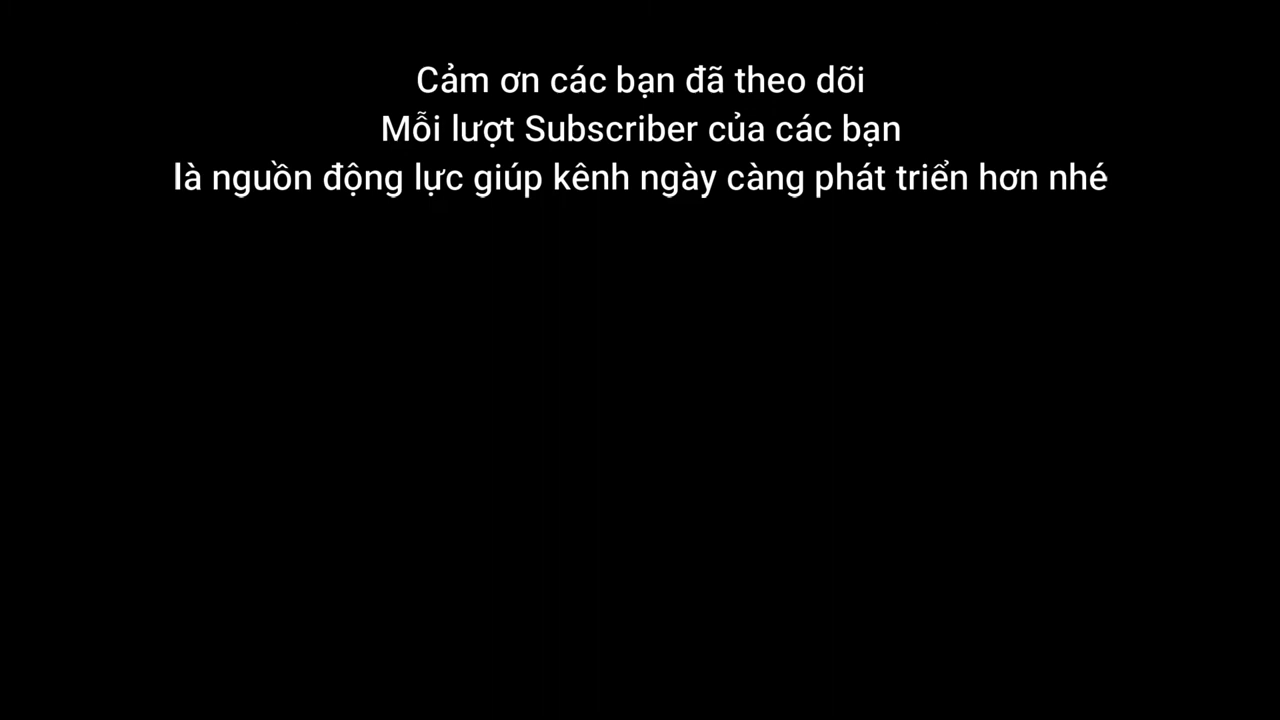 Cảm ơn các bạn đã theo dõi
Mỗi lượt Subscriber của các bạn
là nguồn động lực giúp kênh ngày càng phát triển hơn nhé